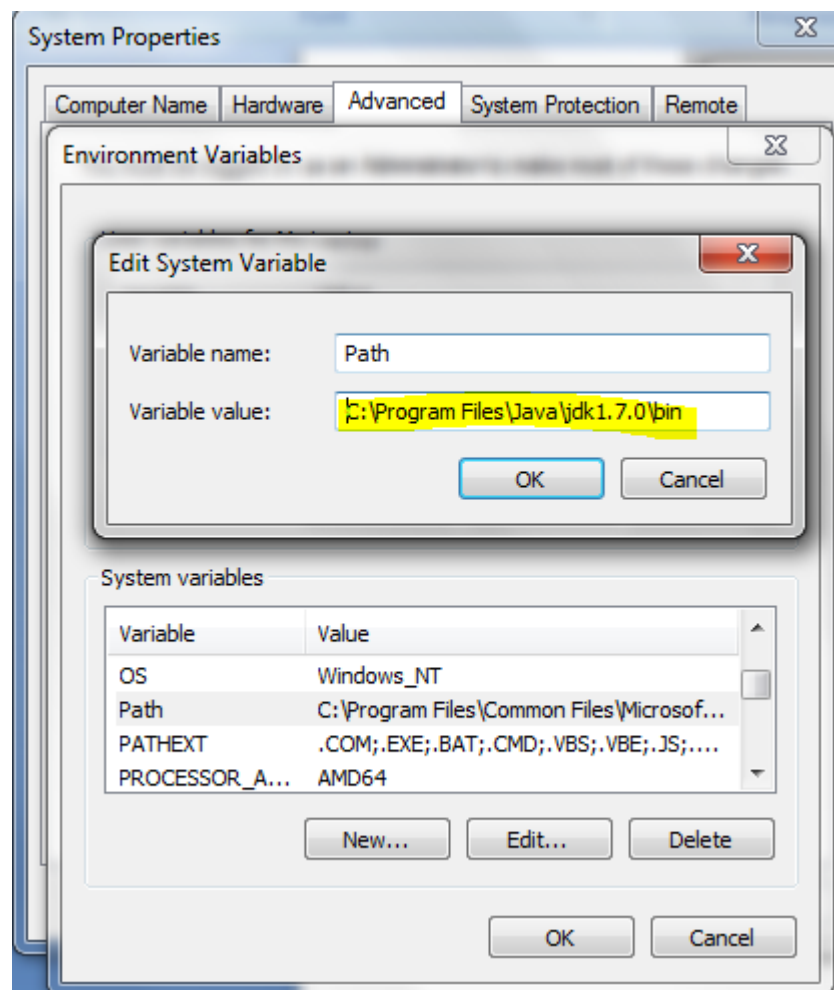 System Properties
Computer Name Hardware Advanced System Protection Remote
Environment Variables
Edit System Variable
Variable name: Path
Variable value: C:\Program Files\Java\jdk1.7.0\bin
OK Cancel
System variables
Variable Value
OS Windows_NT
Path C:\Program Files\Common Files\Microsof...
PATHEXT .COM;.EXE;.BAT;.CMD;.VBS;.VBE;.JS;....
PROCESSOR_A... AMD64
New... Edit... Delete
OK Cancel